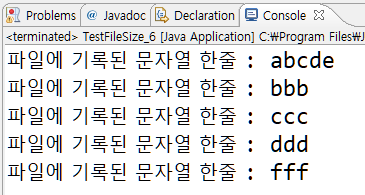 Problems @ Javadoc Declaration Console
<terminated> TestFileSize_6 [Java Application] C:₩Program Files₩J
파일에 기록된 문자열 한줄 : abcde
파일에 기록된 문자열 한줄 : bbb
파일에 기록된 문자열 한줄 : ccc
파일에 기록된 문자열 한줄 : ddd
파일에 기록된 문자열 한줄 : fff